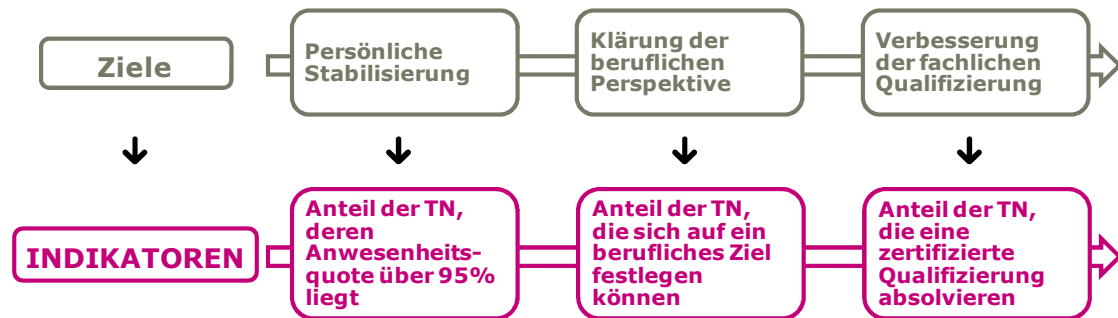 Ziele
Persönliche
Stabilisierung
Klärung der
beruflichen
Perspektive
Verbesserung
der fachlichen
Qualifizierung
INDIKATOREN
Anteil der TN,
deren
Anwesenheits-
quote über 95%
liegt
Anteil der TN,
die sich auf ein
berufliches Ziel
festlegen
können
Anteil der TN,
die eine
zertifizierte
Qualifizierung
absolvieren